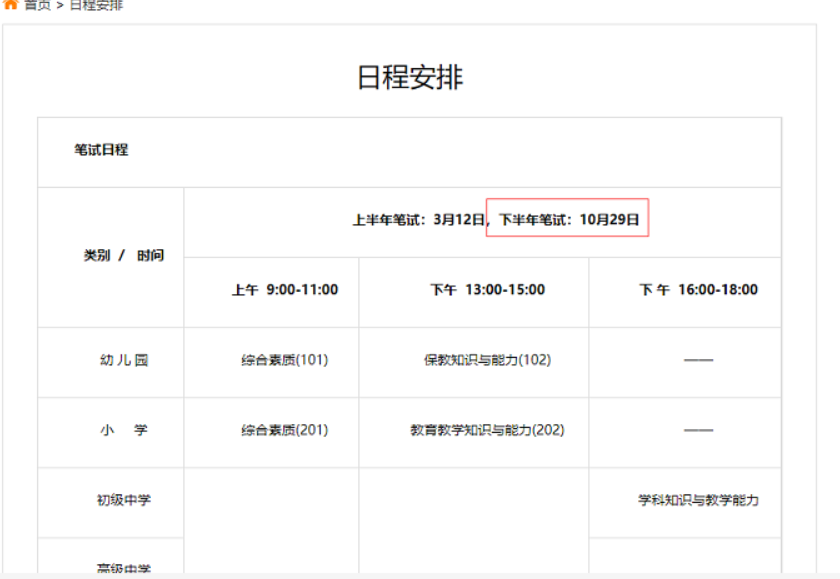 首页 > 日程安排
日程安排
笔试日程
类别 / 时间
上半年笔试：3月12日，下半年笔试：10月29日
上午 9:00-11:00
下午 13:00-15:00
下 午 16:00-18:00
幼 儿 园
综合素质(101)
保教知识与能力(102)
——
小 学
综合素质(201)
教育教学知识与能力(202)
——
初级中学
学科知识与教学能力
高级中学